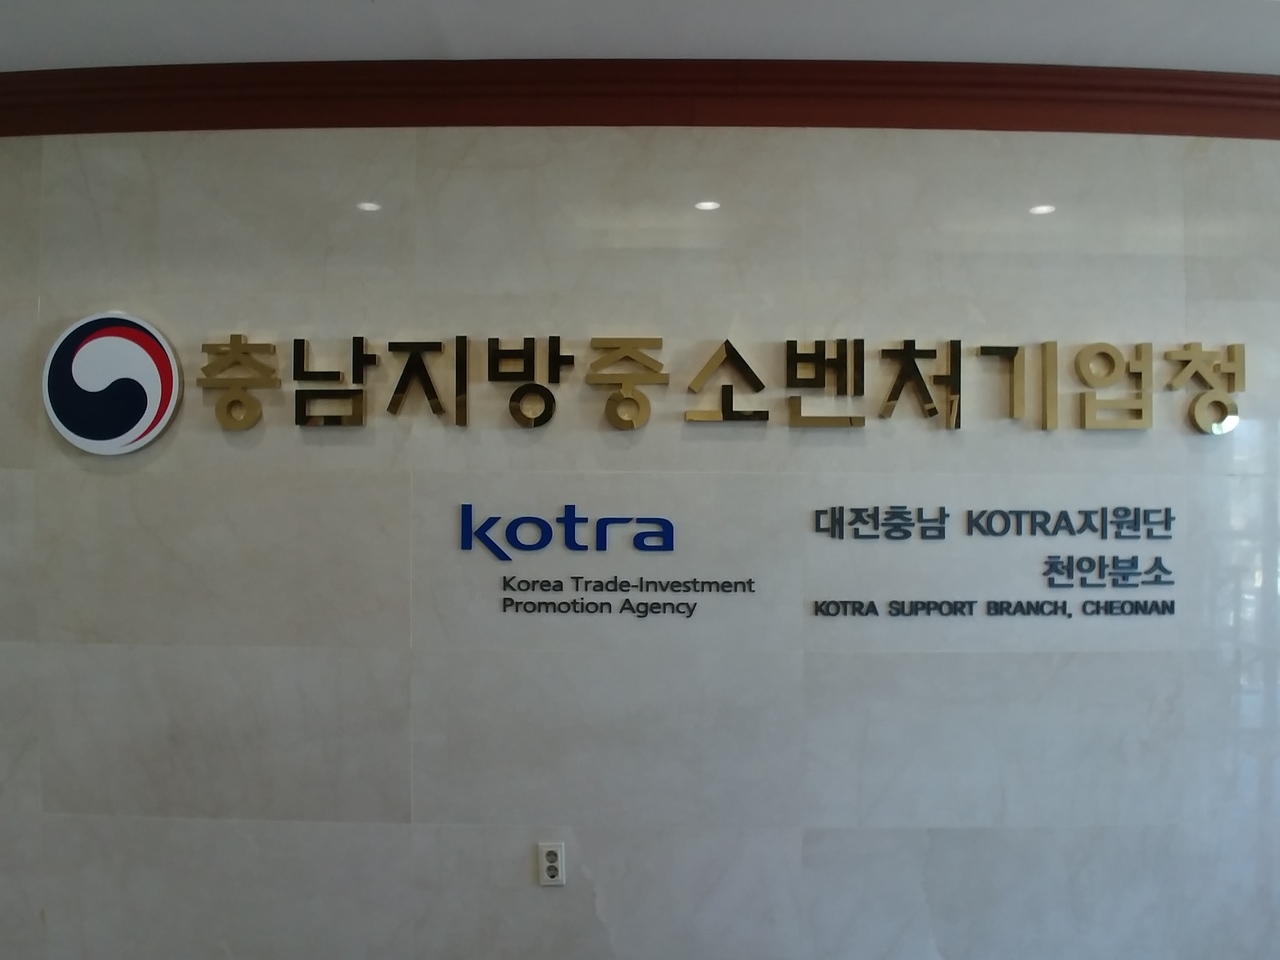 충남지방중소벤처기업청
kotra
Korea Trade-Investment
Promotion Agency
대전충남 KOTRA지원단
천안분소
KOTRA SUPPORT BRANCH, CHEONAN